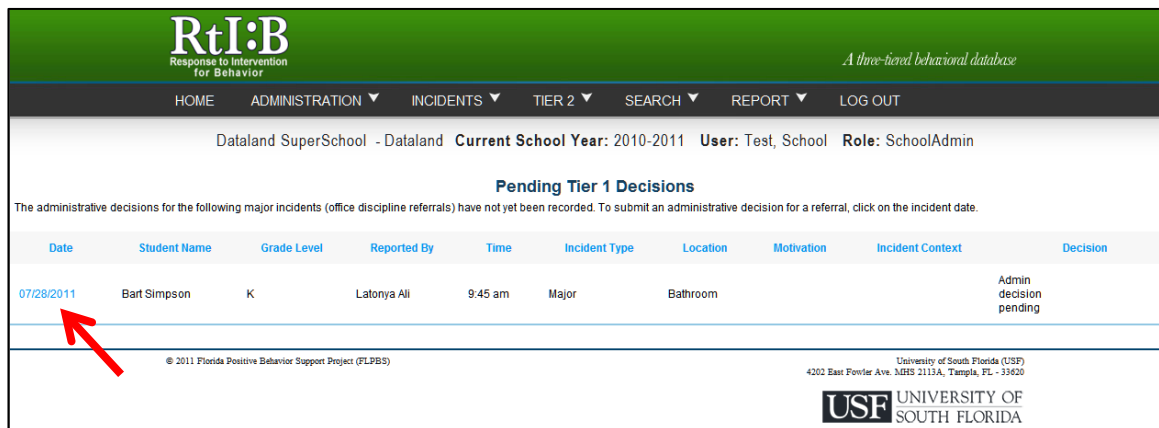 RtI:B
Response to Intervention
for Behavior
A three-tiered behavioral database
HOME ADMINISTRATION INCIDENTS TIER 2 SEARCH REPORT LOG OUT
Dataland SuperSchool - Dataland Current School Year: 2010-2011 User: Test, School Role: SchoolAdmin
Pending Tier 1 Decisions
The administrative decisions for the following major incidents (office discipline referrals) have not yet been recorded. To submit an administrative decision for a referral, click on the incident date.
Date Student Name Grade Level Reported By Time Incident Type Location Motivation Incident Context Decision
07/28/2011 Bart Simpson K Latonya Ali 9:45 am Major Bathroom Admin
decision
pending
© 2011 Florida Positive Behavior Support Project (FLPBS)
University of South Florida (USF)
4202 East Fowler Ave. MHS 2113A, Tampla, FL - 33620
USF UNIVERSITY OF
SOUTH FLORIDA